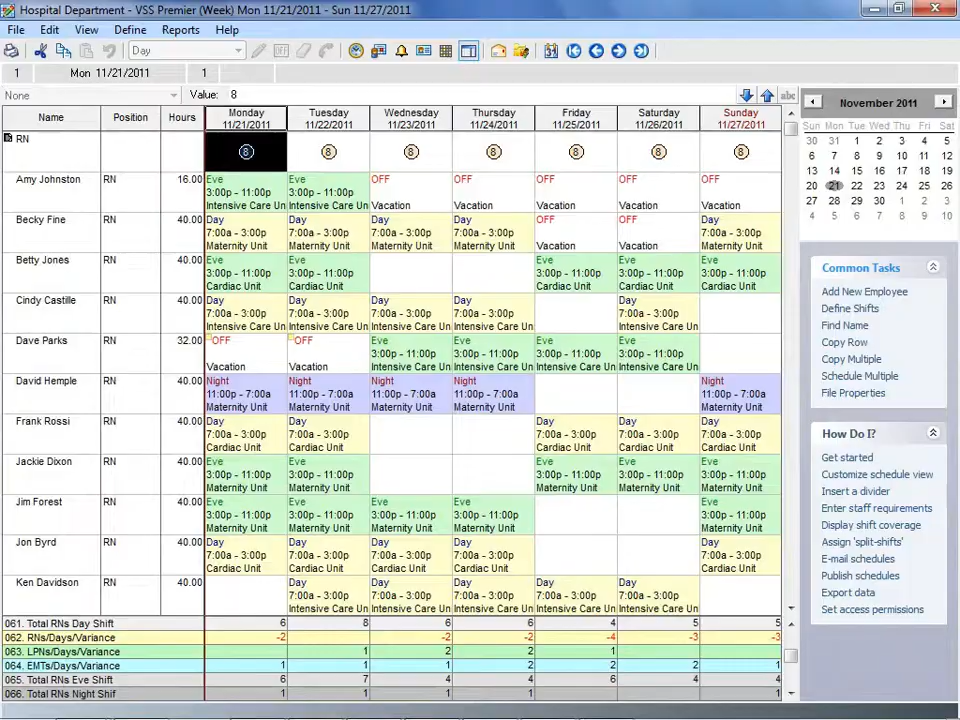 Hospital Department - VSS Premier (Week) Mon 11/21/2011 - Sun 11/27/2011
File Edit View Define Reports Help
Day
1 Mon 11/21/2011 1
None Value: 8 abc
Name Position Hours Monday Tuesday Wednesday Thursday Friday Saturday Sunday
11/21/2011 11/22/2011 11/23/2011 11/24/2011 11/25/2011 11/26/2011 11/27/2011
RN 8 8 8 8 8 8 8
Amy Johnston RN 16.00 Eve Eve OFF OFF OFF OFF OFF
3:00p - 11:00p 3:00p - 11:00p
Intensive Care Un Intensive Care Un Vacation Vacation Vacation Vacation Vacation
Becky Fine RN 40.00 Day Day Day Day OFF OFF Day
7:00a - 3:00p 7:00a - 3:00p 7:00a - 3:00p 7:00a - 3:00p 7:00a - 3:00p
Maternity Unit Maternity Unit Maternity Unit Maternity Unit Vacation Vacation Maternity Unit
Betty Jones RN 40.00 Eve Eve Eve Eve Eve
3:00p - 11:00p 3:00p - 11:00p 3:00p - 11:00p 3:00p - 11:00p 3:00p - 11:00p
Cardiac Unit Cardiac Unit Cardiac Unit Cardiac Unit Cardiac Unit
Cindy Castille RN 40.00 Day Day Day Day Day
7:00a - 3:00p 7:00a - 3:00p 7:00a - 3:00p 7:00a - 3:00p 7:00a - 3:00p
Intensive Care Un Intensive Care Un Intensive Care Un Intensive Care Un Intensive Care Un
Dave Parks RN 32.00 OFF OFF Eve Eve Eve Eve
3:00p - 11:00p 3:00p - 11:00p 3:00p - 11:00p 3:00p - 11:00p
Vacation Vacation Intensive Care Un Intensive Care Un Intensive Care Un Intensive Care Un
David Hemple RN 40.00 Night Night Night Night Night
11:00p - 7:00a 11:00p - 7:00a 11:00p - 7:00a 11:00p - 7:00a 11:00p - 7:00a
Maternity Unit Maternity Unit Maternity Unit Maternity Unit Maternity Unit
Frank Rossi RN 40.00 Day Day Day Day Day
7:00a - 3:00p 7:00a - 3:00p 7:00a - 3:00p 7:00a - 3:00p 7:00a - 3:00p
Cardiac Unit Cardiac Unit Cardiac Unit Cardiac Unit Cardiac Unit
Jackie Dixon RN 40.00 Eve Eve Eve Eve Eve
3:00p - 11:00p 3:00p - 11:00p 3:00p - 11:00p 3:00p - 11:00p 3:00p - 11:00p
Maternity Unit Maternity Unit Maternity Unit Maternity Unit Maternity Unit
Jim Forest RN 40.00 Eve Eve Eve Eve Eve
3:00p - 11:00p 3:00p - 11:00p 3:00p - 11:00p 3:00p - 11:00p 3:00p - 11:00p
Maternity Unit Maternity Unit Maternity Unit Maternity Unit Maternity Unit
Jon Byrd RN 40.00 Day Day Day Day Day
7:00a - 3:00p 7:00a - 3:00p 7:00a - 3:00p 7:00a - 3:00p 7:00a - 3:00p
Cardiac Unit Cardiac Unit Cardiac Unit Cardiac Unit Cardiac Unit
Ken Davidson RN 40.00 Day Day Day Day Day
7:00a - 3:00p 7:00a - 3:00p 7:00a - 3:00p 7:00a - 3:00p 7:00a - 3:00p
Intensive Care Un Intensive Care Un Intensive Care Un Intensive Care Un Intensive Care Un
061. Total RNs Day Shift 6 8 6 6 4 5 5
062. RNs/Days/Variance -2 -2 -2 -4 -3 -3
063. LPNs/Days/Variance 1 2 2 1
064. EMTs/Days/Variance 1 1 1 2 2 2 1
065. Total RNs Eve Shift 6 7 4 4 6 4 4
066. Total RNs Night Shif 1 1 1 1 1
November 2011
Sun Mon Tue Wed Thu Fri Sat
30 31 1 2 3 4 5
6 7 8 9 10 11 12
13 14 15 16 17 18 19
20 21 22 23 24 25 26
27 28 29 30 1 2 3
4 5 6 7 8 9 10
Common Tasks
Add New Employee
Define Shifts
Find Name
Copy Row
Copy Multiple
Schedule Multiple
File Properties
How Do I?
Get started
Customize schedule view
Insert a divider
Enter staff requirements
Display shift coverage
Assign 'split-shifts'
E-mail schedules
Publish schedules
Export data
Set access permissions